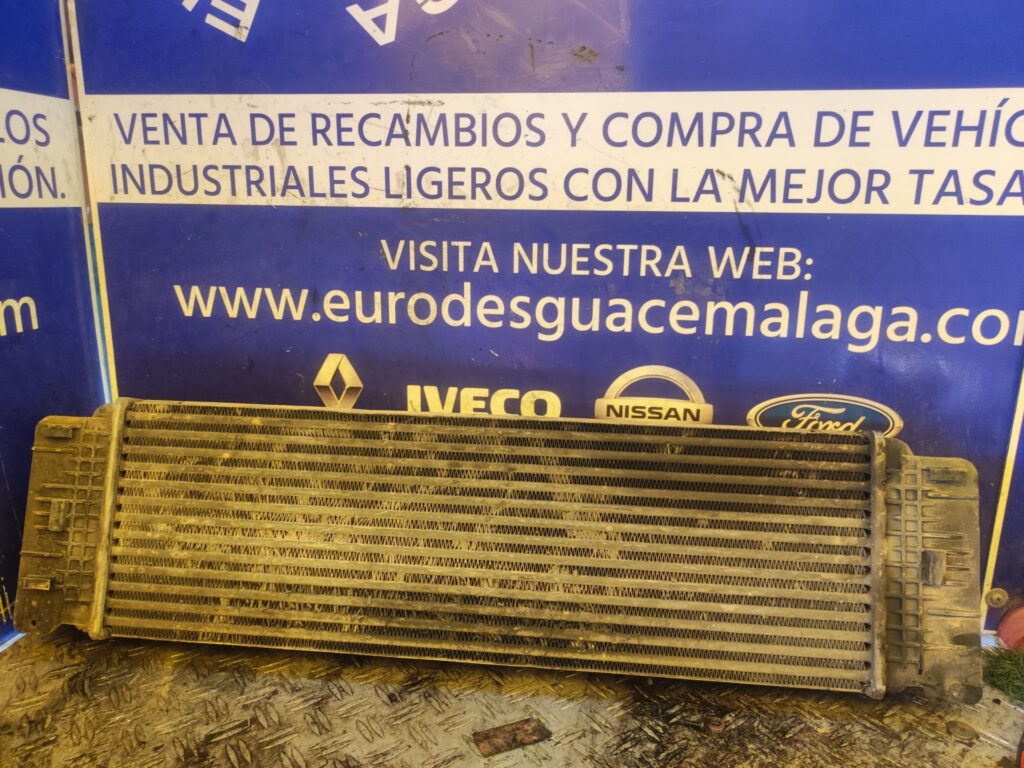 LOS
IÓN.
VENTA DE RECAMBIOS Y COMPRA DE VEHÍC
INDUSTRIALES LIGEROS CON LA MEJOR TASA
VISITA NUESTRA WEB:
www.eurodesguacemalaga.com
m
IVECO
NISSAN
Ford